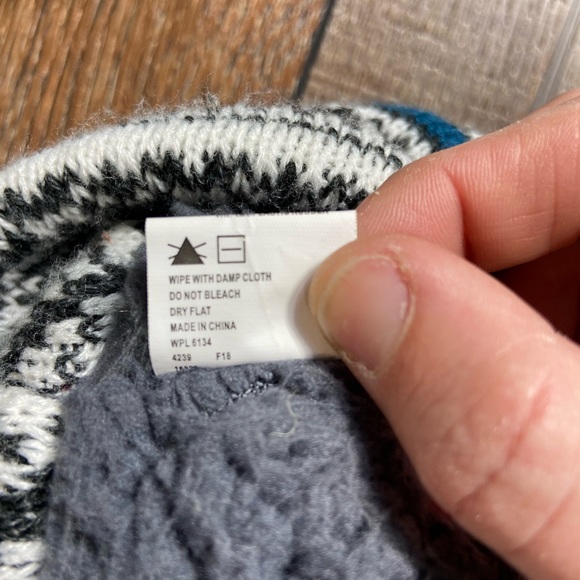 WIPE WITH DAMP CLOTH
DO NOT BLEACH
DRY FLAT
MADE IN CHINA
WPL 6134
4239 F18